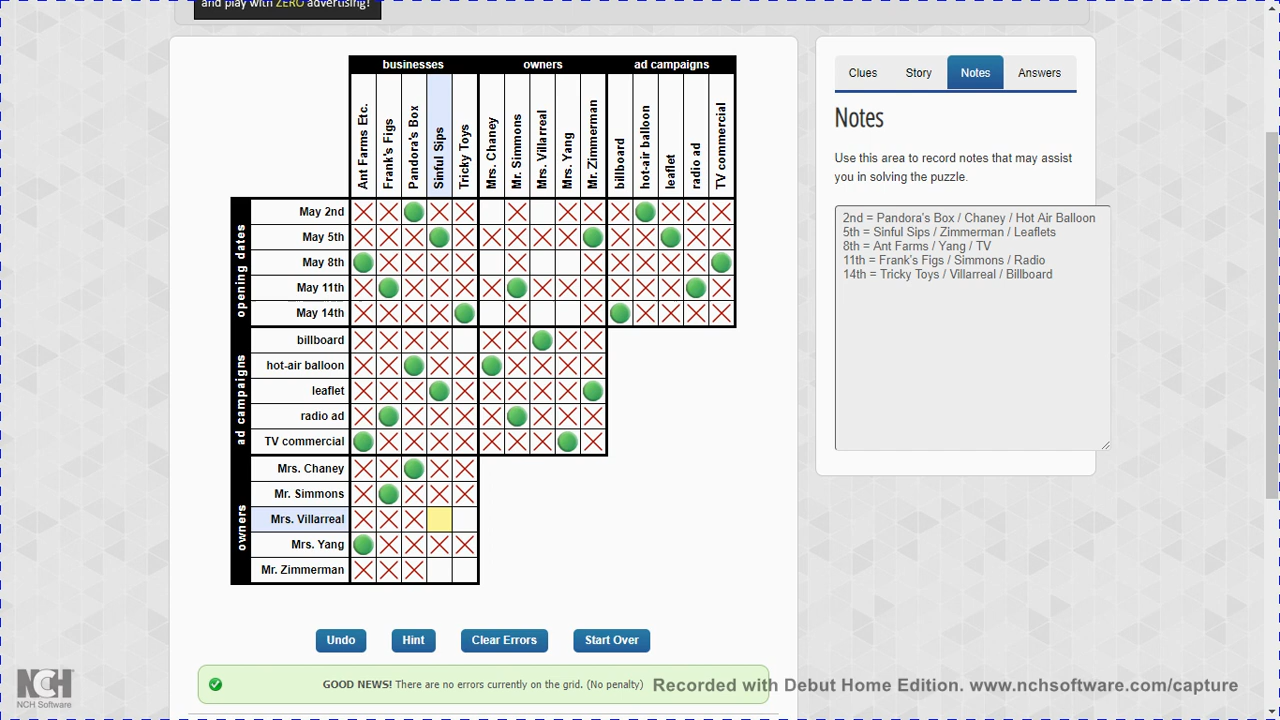 and play with ZERO advertising!
businesses
owners
ad campaigns
Ant Farms Etc.
Frank's Figs
Pandora's Box
Sinful Sips
Tricky Toys
Mrs. Chaney
Mr. Simmons
Mrs. Villarreal
Mrs. Yang
Mr. Zimmerman
billboard
hot-air balloon
leaflet
radio ad
TV commercial
opening dates
May 2nd
May 5th
May 8th
May 11th
May 14th
ad campaigns
billboard
hot-air balloon
leaflet
radio ad
TV commercial
owners
Mrs. Chaney
Mr. Simmons
Mrs. Villarreal
Mrs. Yang
Mr. Zimmerman
Undo
Hint
Clear Errors
Start Over
GOOD NEWS! There are no errors currently on the grid. (No penalty)
Clues
Story
Notes
Answers
Notes
Use this area to record notes that may assist
you in solving the puzzle.
2nd = Pandora's Box / Chaney / Hot Air Balloon
5th = Sinful Sips / Zimmerman / Leaflets
8th = Ant Farms / Yang / TV
11th = Frank's Figs / Simmons / Radio
14th = Tricky Toys / Villarreal / Billboard
NCH
NCH Software
Recorded with Debut Home Edition. www.nchsoftware.com/capture